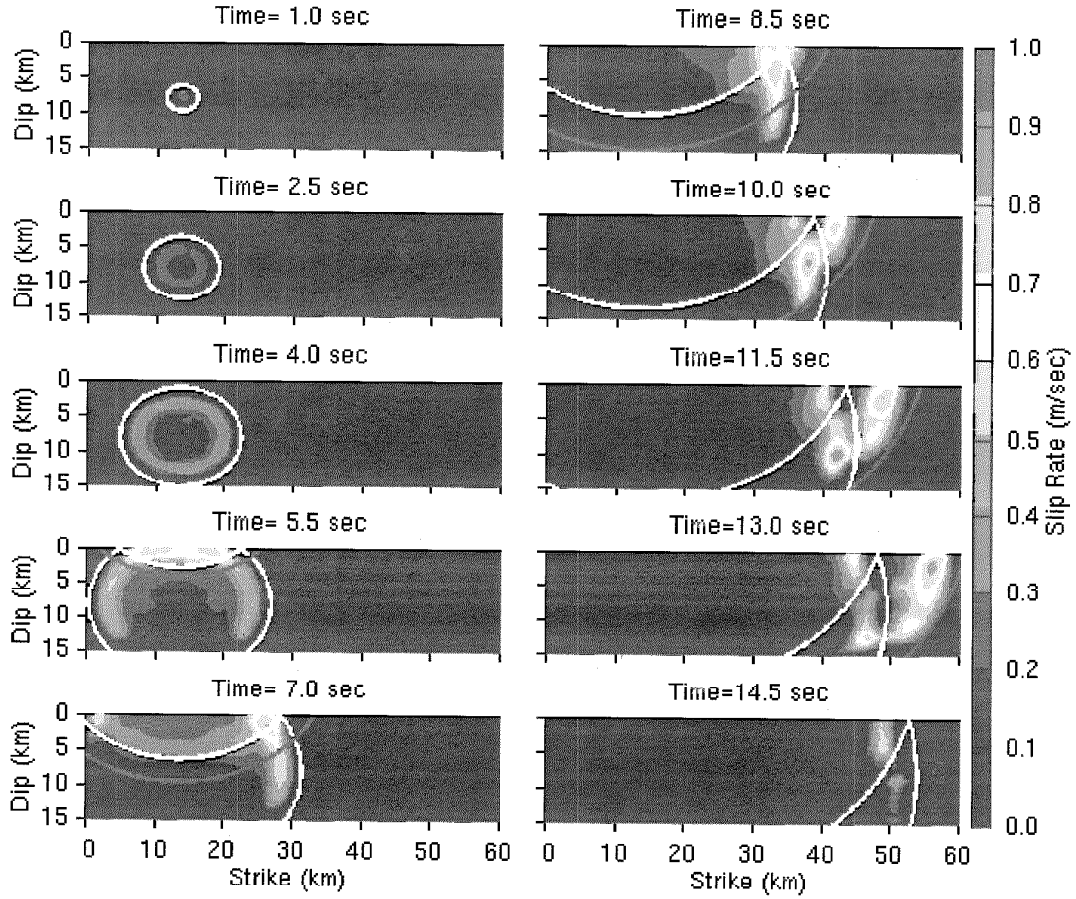 Time= 1.0 sec
Dip (km)
0
5
10
15
Time= 2.5 sec
Dip (km)
0
5
10
15
Time= 4.0 sec
Dip (km)
0
5
10
15
Time= 5.5 sec
Dip (km)
0
5
10
15
Time= 7.0 sec
Dip (km)
0
5
10
15
0 10 20 30 40 50 60
Strike (km)
Time= 8.5 sec
Time=10.0 sec
Time=11.5 sec
Time=13.0 sec
Time=14.5 sec
0 10 20 30 40 50 60
Strike (km)
1.0
0.9
0.8
0.7
0.6
0.5
0.4
0.3
0.2
0.1
0.0
Slip Rate (m/sec)